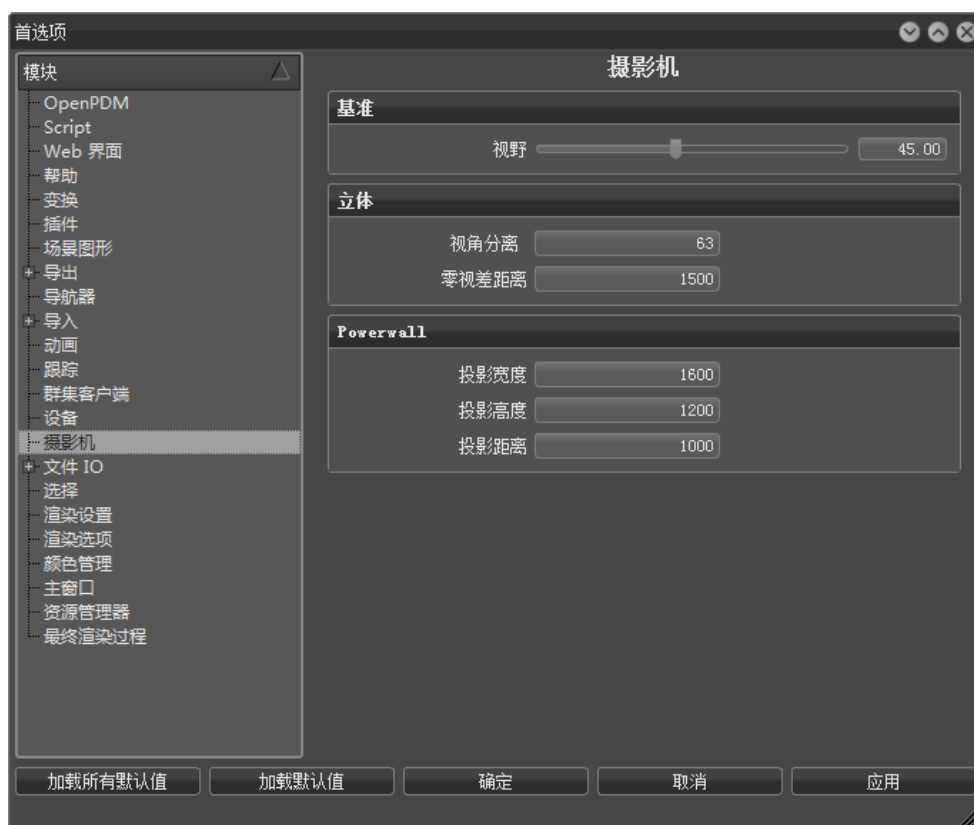 首选项
模块
OpenPDM
Script
Web 界面
帮助
变换
插件
场景图形
导出
导航器
导入
动画
跟踪
群集客户端
设备
摄影机
文件 IO
选择
渲染设置
渲染选项
颜色管理
主窗口
资源管理器
最终渲染过程
摄影机
基准
视野 45.00
立体
视角分离 63
零视差距离 1500
Powerwall
投影宽度 1600
投影高度 1200
投影距离 1000
加载所有默认值 加载默认值 确定 取消 应用